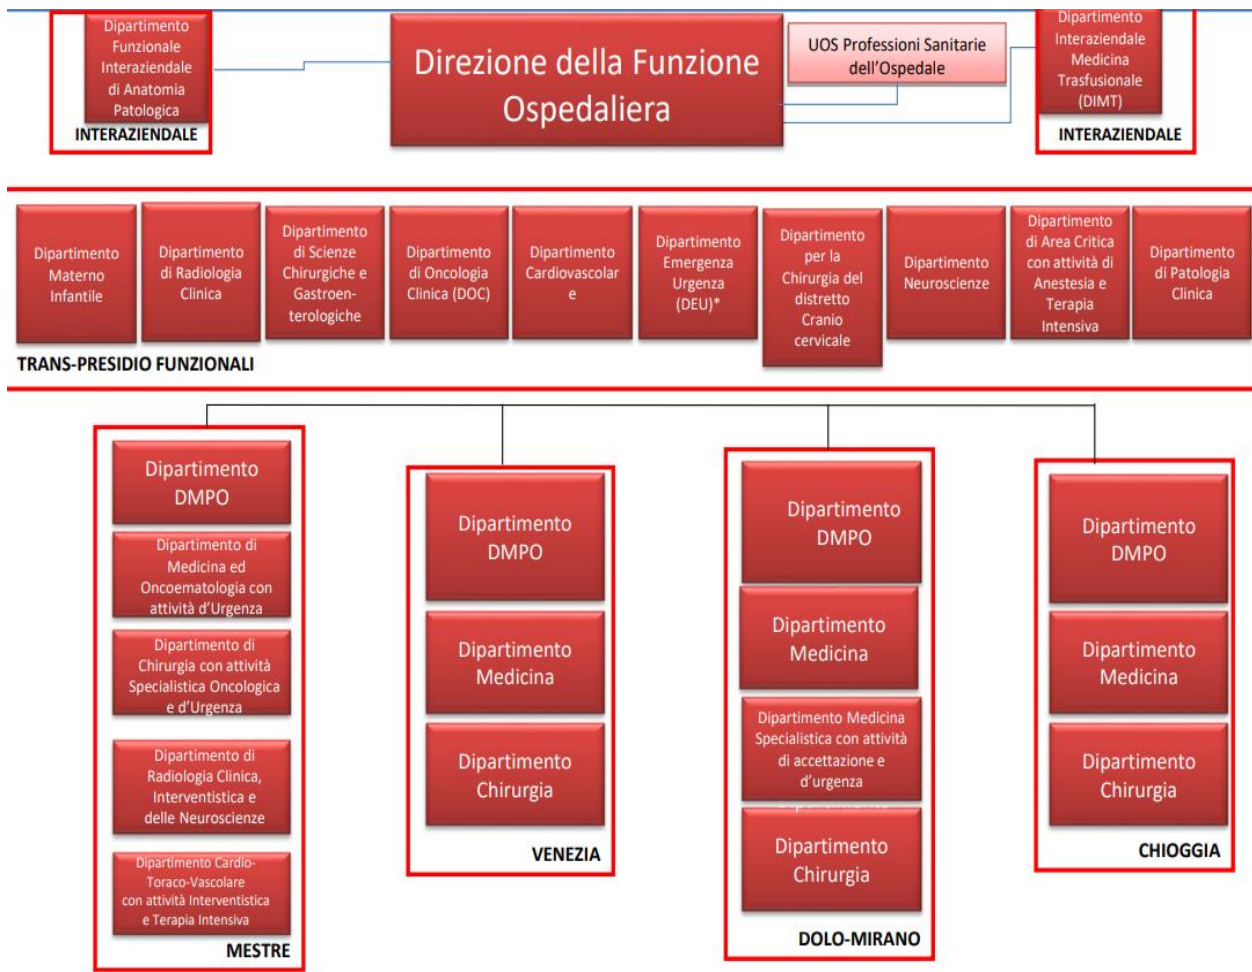 Dipartimento
Funzionale
Interaziendale
di Anatomia
Patologica
INTERAZIENDALE
Direzione della Funzione
Ospedaliera
UOS Professioni Sanitarie
dell'Ospedale
Dipartimento
Interaziendale
Medicina
Trasfusionale
(DIMT)
INTERAZIENDALE
Dipartimento
Materno
Infantile
Dipartimento
di Radiologia
Clinica
Dipartimento
di Scienze
Chirurgiche e
Gastroen-
terologiche
Dipartimento
di Oncologia
Clinica (DOC)
Dipartimento
Cardiovascolar
e
Dipartimento
Emergenza
Urgenza
(DEU)*
Dipartimento
per la
Chirurgia del
distretto
Cranio
cervicale
Dipartimento
Neuroscienze
Dipartimento
di Area Critica
con attività di
Anestesia e
Terapia
Intensiva
Dipartimento
di Patologia
Clinica
TRANS-PRESIDIO FUNZIONALI
Dipartimento
DMPO
Dipartimento di
Medicina ed
Oncoematologia con
attività d'Urgenza
Dipartimento di
Chirurgia con attività
Specialistica Oncologica
e d'Urgenza
Dipartimento di
Radiologia Clinica,
Interventistica e
delle Neuroscienze
Dipartimento Cardio-
Toraco-Vascolare
con attività Interventistica
e Terapia Intensiva
MESTRE
Dipartimento
DMPO
Dipartimento
Medicina
Dipartimento
Chirurgia
VENEZIA
Dipartimento
DMPO
Dipartimento
Medicina
Dipartimento Medicina
Specialistica con attività
di accettazione e
d'urgenza
Dipartimento
Chirurgia
DOLO-MIRANO
Dipartimento
DMPO
Dipartimento
Medicina
Dipartimento
Chirurgia
CHIOGGIA